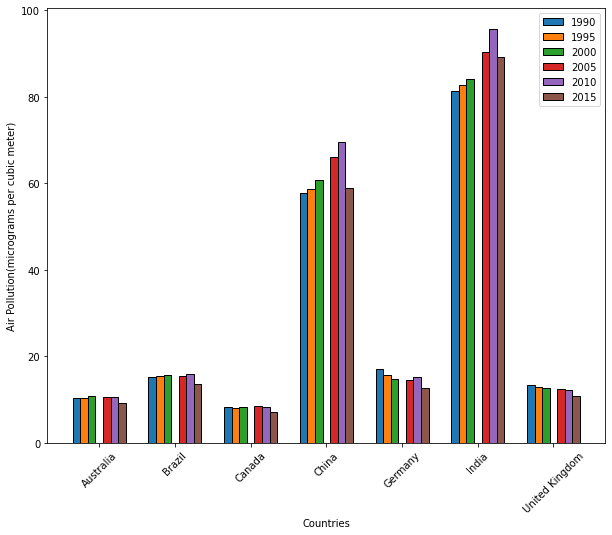 100
80
60
40
20
0
Air Pollution(micrograms per cubic meter)
1990
1995
2000
2005
2010
2015
Australia
Brazil
Canada
China
Germany
India
United Kingdom
Countries